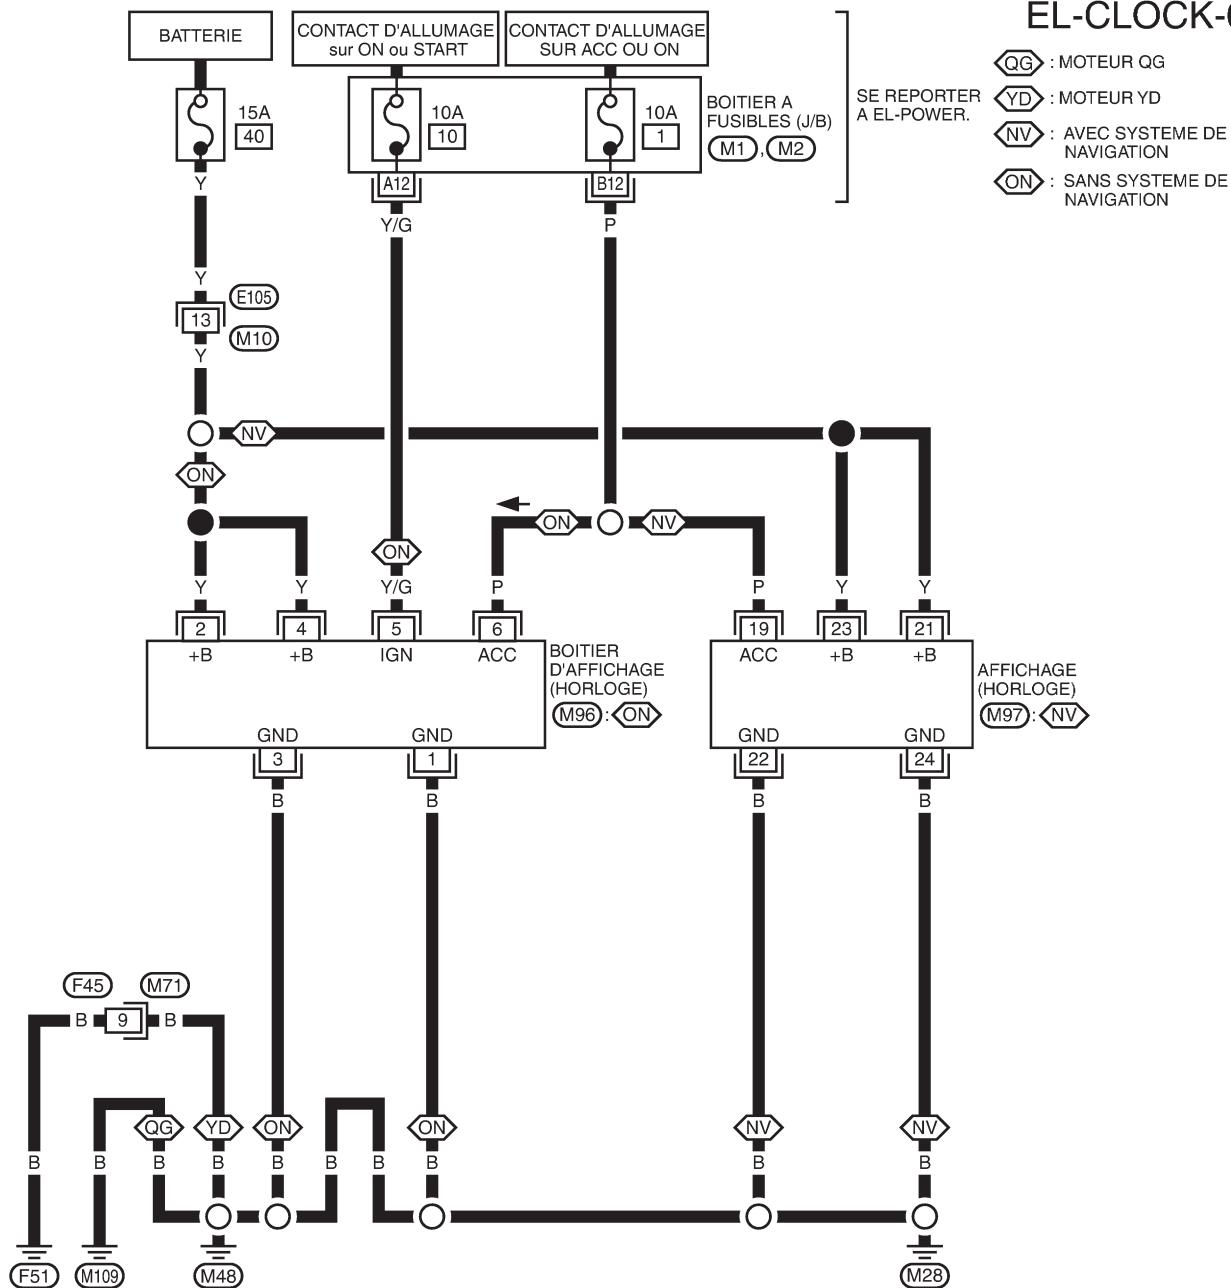 EL-CLOCK-
BATTERIE
CONTACT D'ALLUMAGE
sur ON ou START
CONTACT D'ALLUMAGE
SUR ACC OU ON
QG : MOTEUR QG
YD : MOTEUR YD
NV : AVEC SYSTEME DE
NAVIGATION
ON : SANS SYSTEME DE
NAVIGATION
15A
40
10A
10
10A
1
BOITIER A
FUSIBLES (J/B)
M1 , M2
SE REPORTER
A EL-POWER.
A12
B12
Y
Y/G
P
Y
E105
13
M10
Y
NV
ON
ON
NV
ON
Y
Y
Y/G
P
P
Y
Y
2
4
5
6
19
23
21
+B
+B
IGN
ACC
ACC
+B
+B
BOITIER
D'AFFICHAGE
(HORLOGE)
M96 : ON
AFFICHAGE
(HORLOGE)
M97 : NV
GND
GND
GND
GND
3
1
22
24
B
B
B
B
F45
M71
B
9
B
QG
YD
ON
ON
NV
NV
B
B
B
B
B
B
B
B
B
B
F51
M109
M48
M28